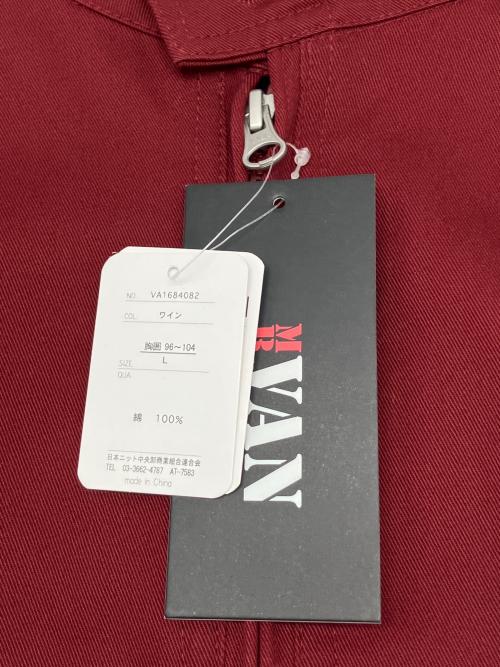 NO. VA1684082
COL. ワイン
胸囲 96〜104
SIZE L
QUA.
綿 100%
日本ニット中央卸商業組合連合会
TEL 03-3662-4787 AT-7583
made in China
MR
VAN